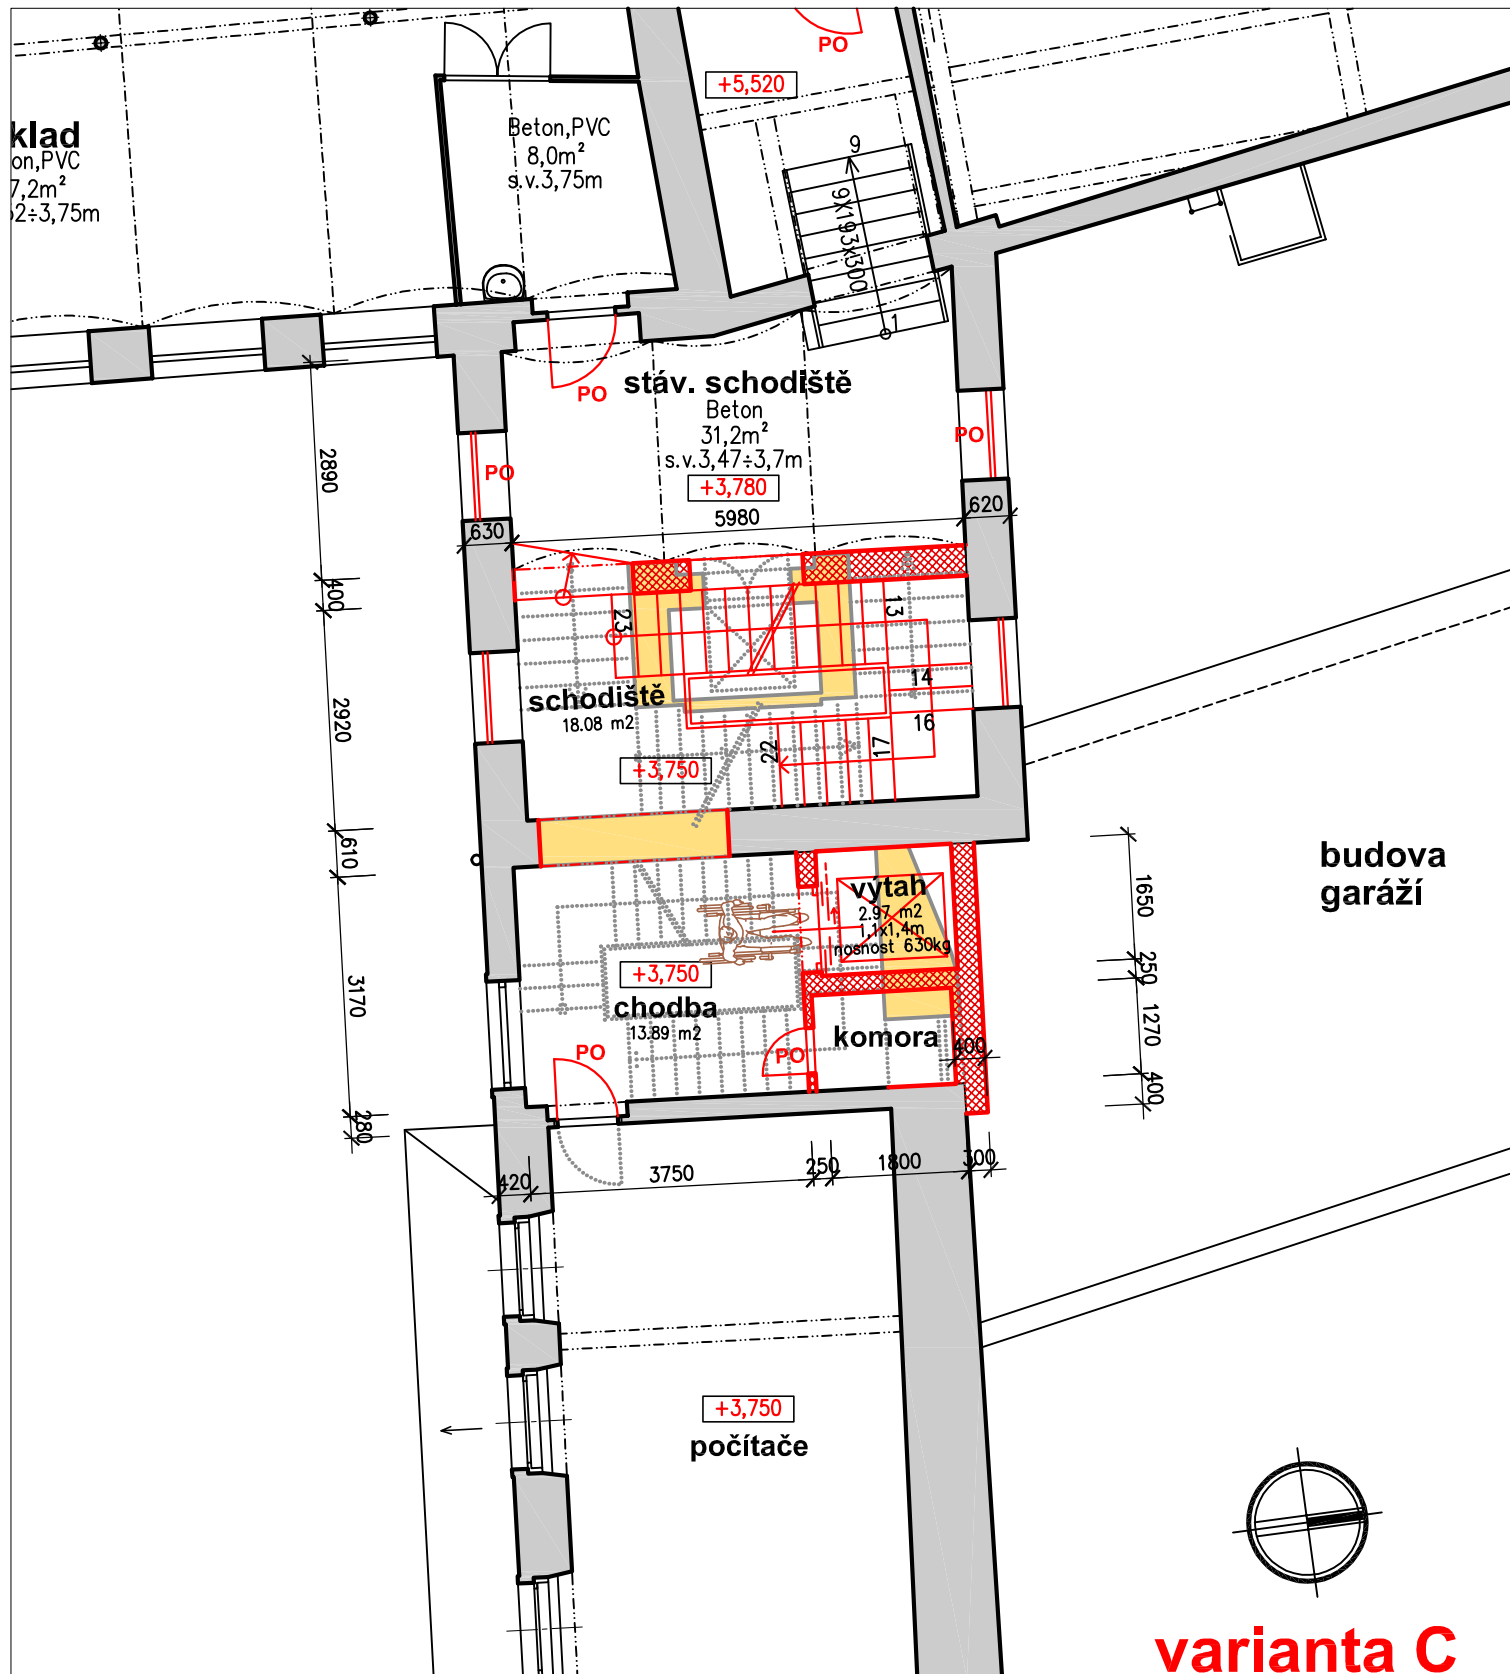 PO
+5,520
klad
on,PVC
7,2m²
2÷3,75m
Beton,PVC
8,0m²
s.v.3,75m
9
9X193x300
1
PO
stáv. schodiště
Beton
31,2m²
s.v.3,47÷3,7m
+3,780
PO
PO
2890
630
5980
620
400
23
13
14
16
schodiště
18.08 m2
2920
22
17
+3,750
610
budova
garáží
výtah
2.97 m2
1,1x1,4m
nosnost 630kg
1650
250
+3,750
chodba
13.89 m2
3170
komora
1270
400
PO
PO
400
280
420
3750
250
1800
300
+3,750
počítače
varianta C